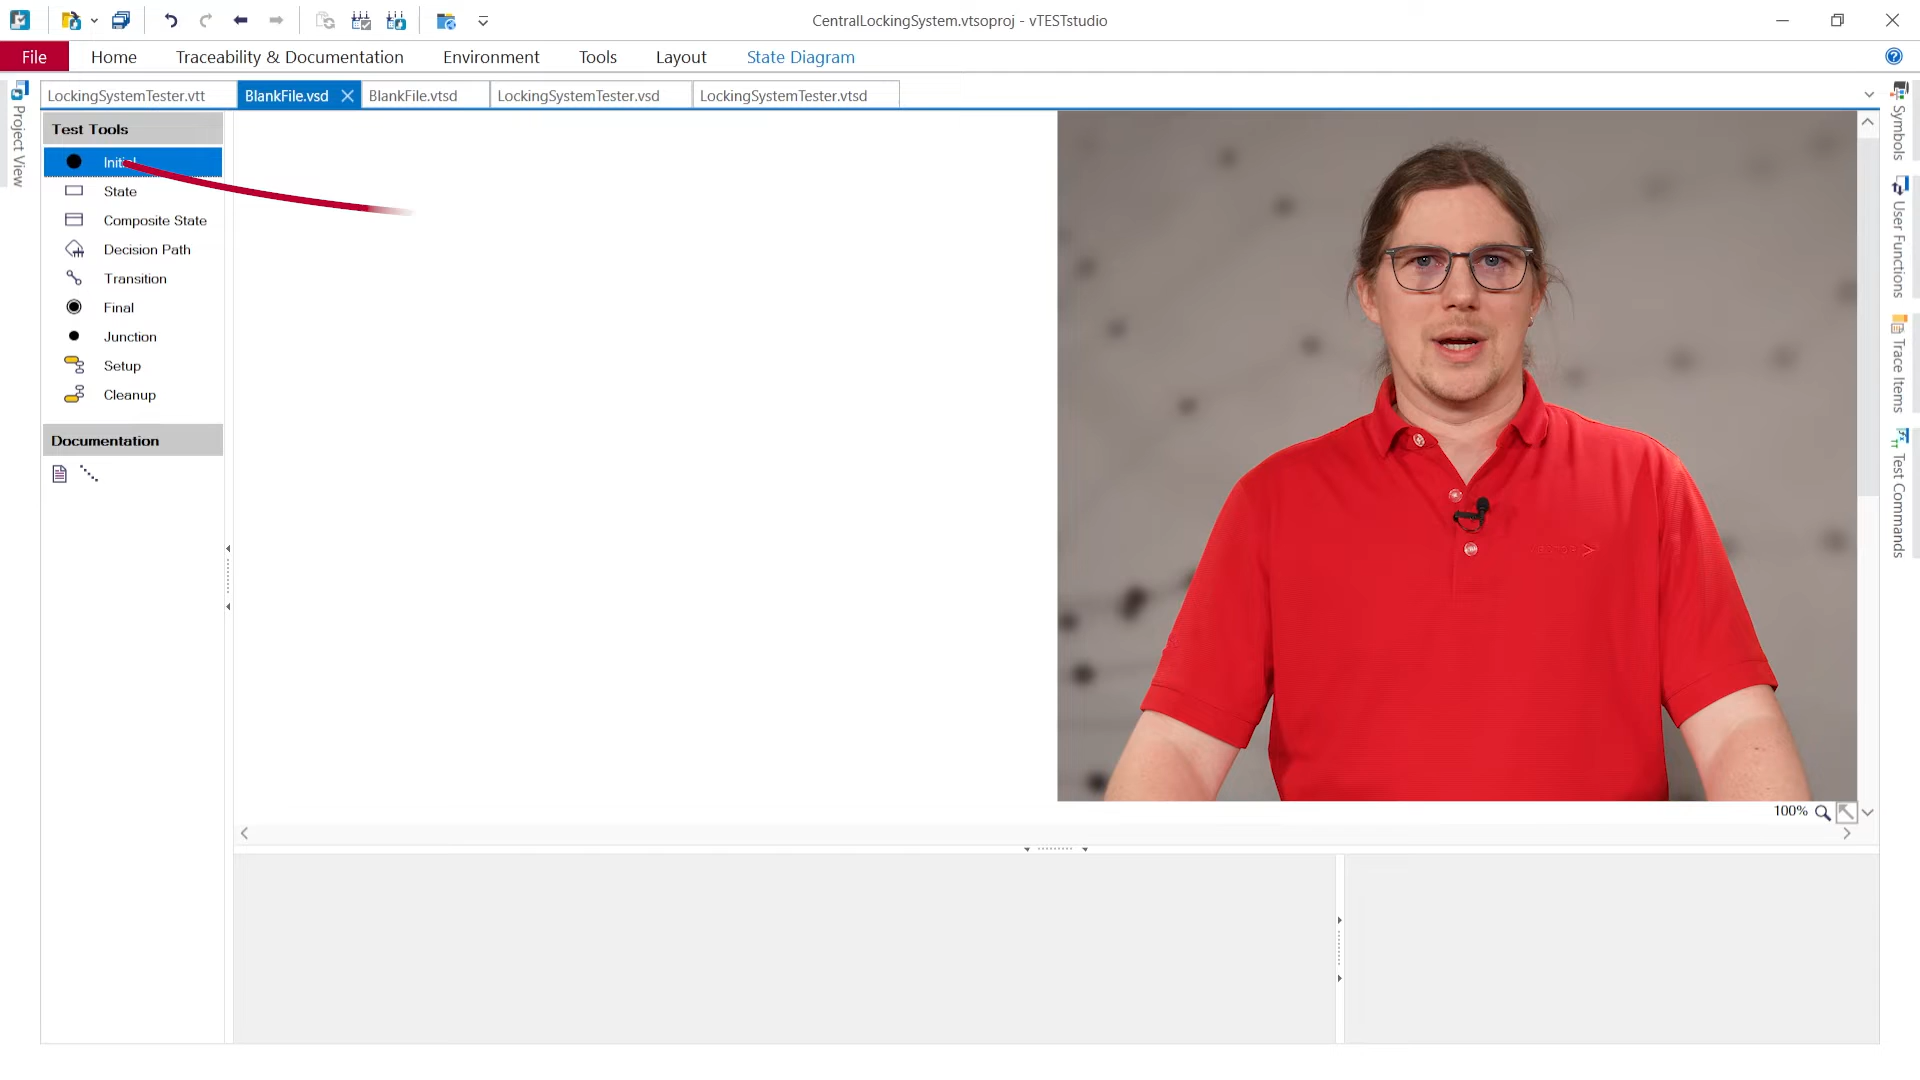 CentralLockingSystem.vtsoproj - vTESTstudio
File Home Traceability & Documentation Environment Tools Layout State Diagram
LockingSystemTester.vtt BlankFile.vsd BlankFile.vtsd LockingSystemTester.vsd LockingSystemTester.vtsd
Project View
Test Tools
Initial
State
Composite State
Decision Path
Transition
Final
Junction
Setup
Cleanup
Documentation
Symbols
User Functions
Trace Items
Test Commands
100%